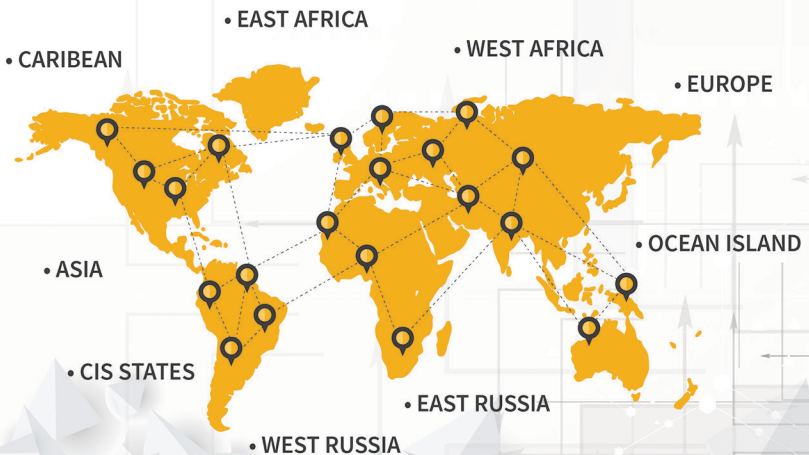 • EAST AFRICA
• WEST AFRICA
• CARIBEAN
• EUROPE
• OCEAN ISLAND
• ASIA
• CIS STATES
• EAST RUSSIA
• WEST RUSSIA